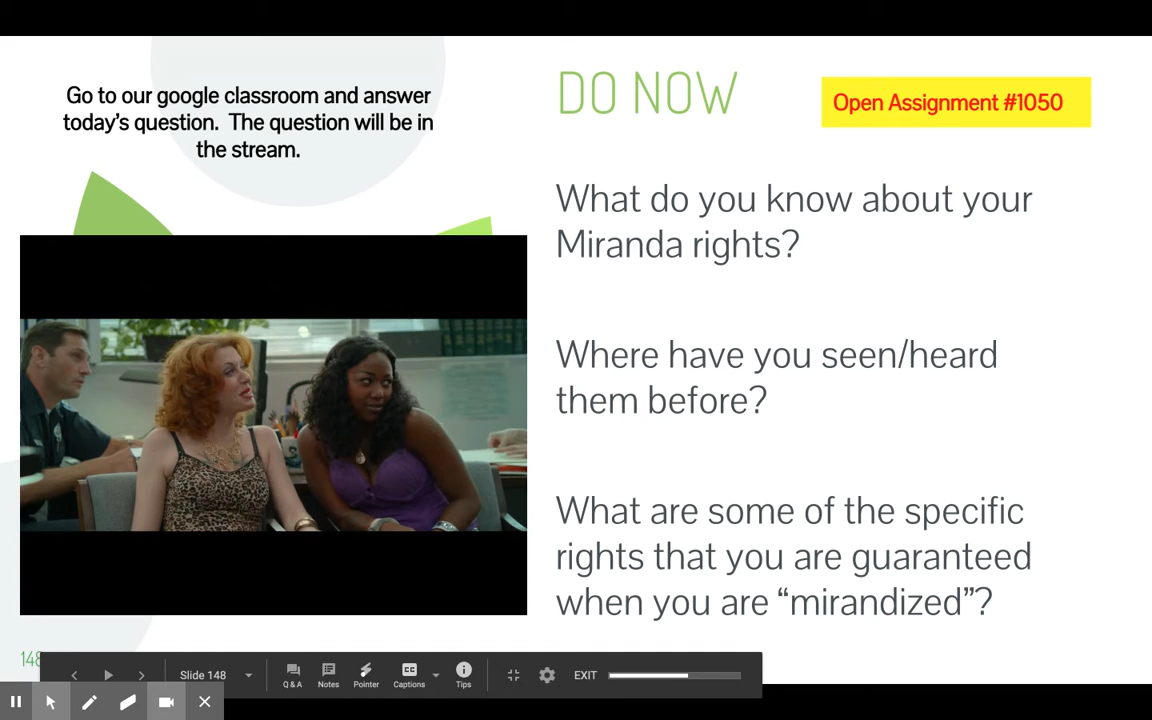 Go to our google classroom and answer
today's question.  The question will be in
the stream.
DO NOW
Open Assignment #1050
What do you know about your
Miranda rights?
Where have you seen/heard
them before?
What are some of the specific
rights that you are guaranteed
when you are “mirandized”?
148
Slide 148
Q & A
Notes
Pointer
CC
Captions
Tips
EXIT